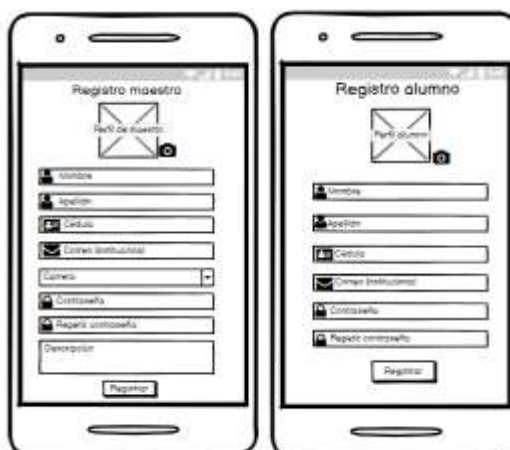 Registro maestro
Perfil de maestro
Nombre
Apellido
Cédula
Correo Institucional
Carrera
Contraseña
Repetir contraseña
Descripción
Registrar
Registro alumno
Perfil alumno
Nombre
Apellido
Cédula
Correo Institucional
Contraseña
Repetir contraseña
Registrar